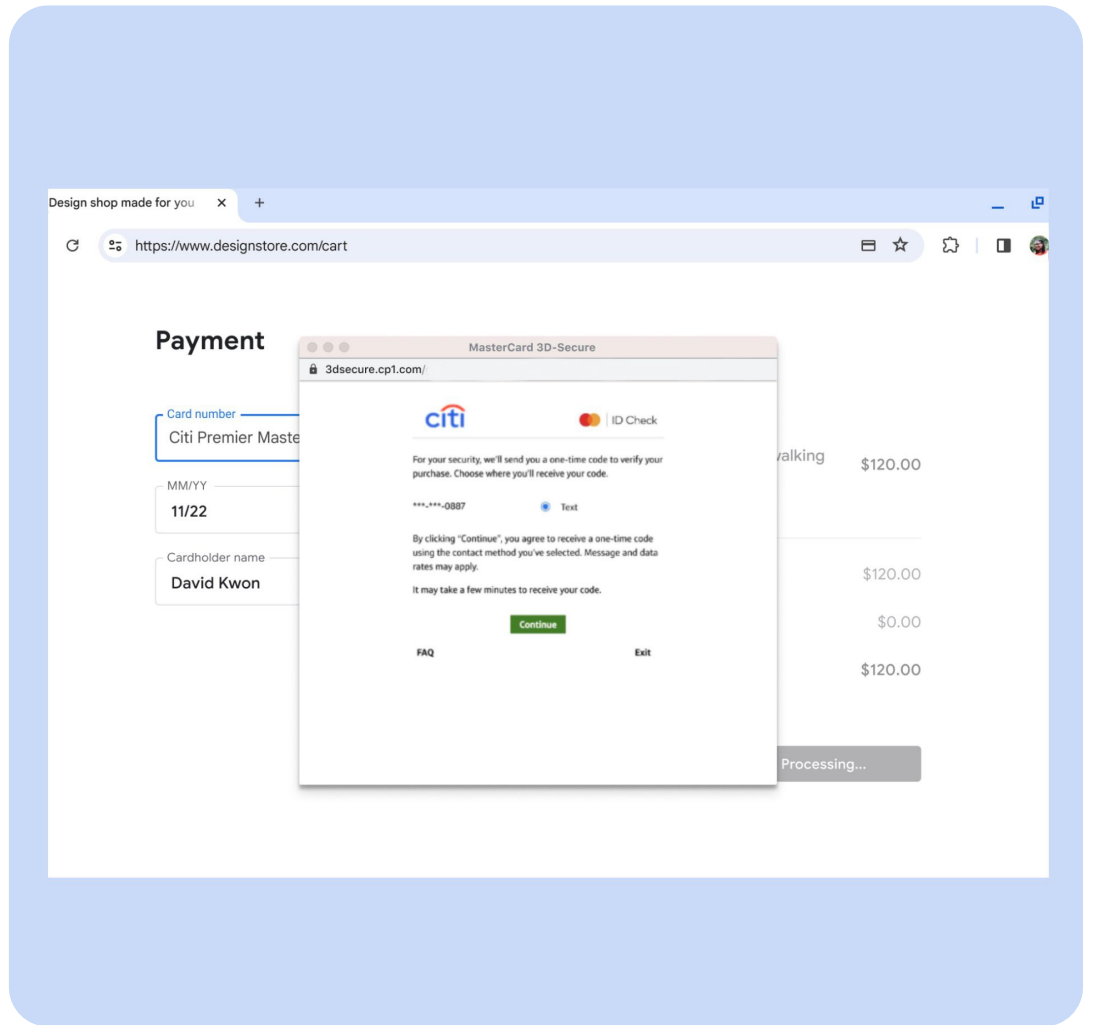 Design shop made for you
https://www.designstore.com/cart
Payment
MasterCard 3D-Secure
3dsecure.cp1.com/
Card number
Citi Premier Maste
MM/YY
11/22
Cardholder name
David Kwon
citi
ID Check
For your security, we'll send you a one-time code to verify your
purchase. Choose where you'll receive your code.
***-***-0887 Text
By clicking "Continue", you agree to receive a one-time code
using the contact method you've selected. Message and data
rates may apply.
It may take a few minutes to receive your code.
Continue
FAQ Exit
valking $120.00
$120.00
$0.00
$120.00
Processing...